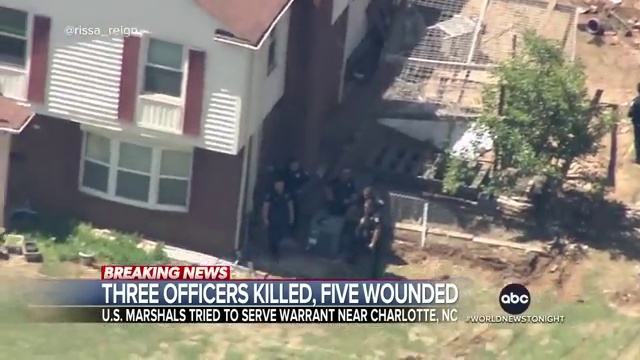 @rissa_reign
BREAKING NEWS
THREE OFFICERS KILLED, FIVE WOUNDED
U.S. MARSHALS TRIED TO SERVE WARRANT NEAR CHARLOTTE, NC
abc
#WORLDNEWSTONIGHT